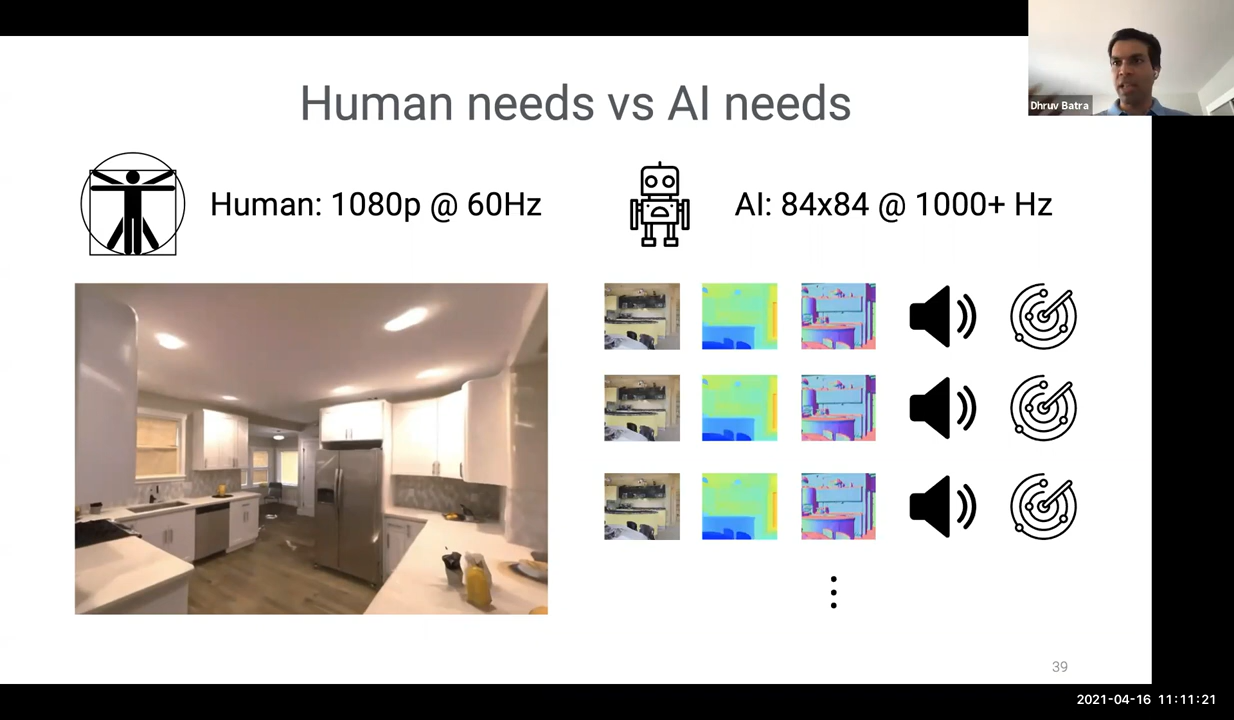 Human needs vs AI needs
Dhruv Batra
Human: 1080p @ 60Hz
AI: 84x84 @ 1000+ Hz
39
2021-04-16 11:11:21